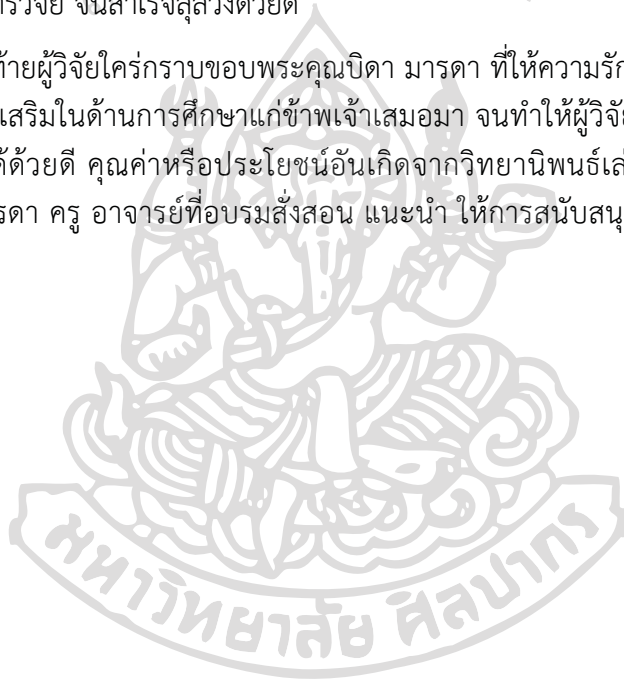 จนสำเร็จลุล่วงด้วยดี
ท้ายผู้วิจัยใคร่กราบขอบพระคุณบิดา มารดา ที่ให้ความรัก
เสริมในด้านการศึกษาแก่ข้าพเจ้าเสมอมา จนทำให้ผู้วิจัย
ด้วยดี คุณค่าหรือประโยชน์อันเกิดจากวิทยานิพนธ์เล่
รดา ครู อาจารย์ที่อบรมสั่งสอน แนะนำ ให้การสนับสนุ
มหาวิทยาลัย ศิลปากร